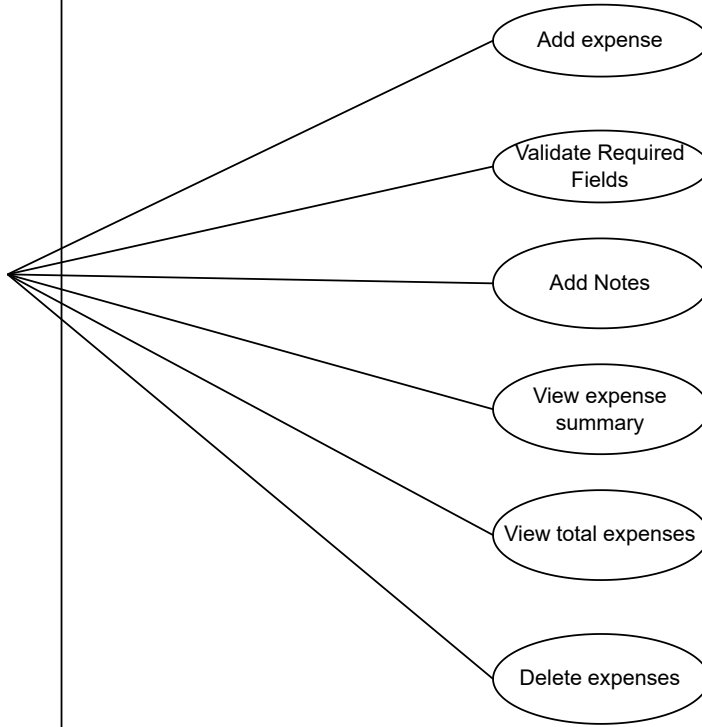 Add expense
Validate Required
Fields
Add Notes
View expense
summary
View total expenses
Delete expenses